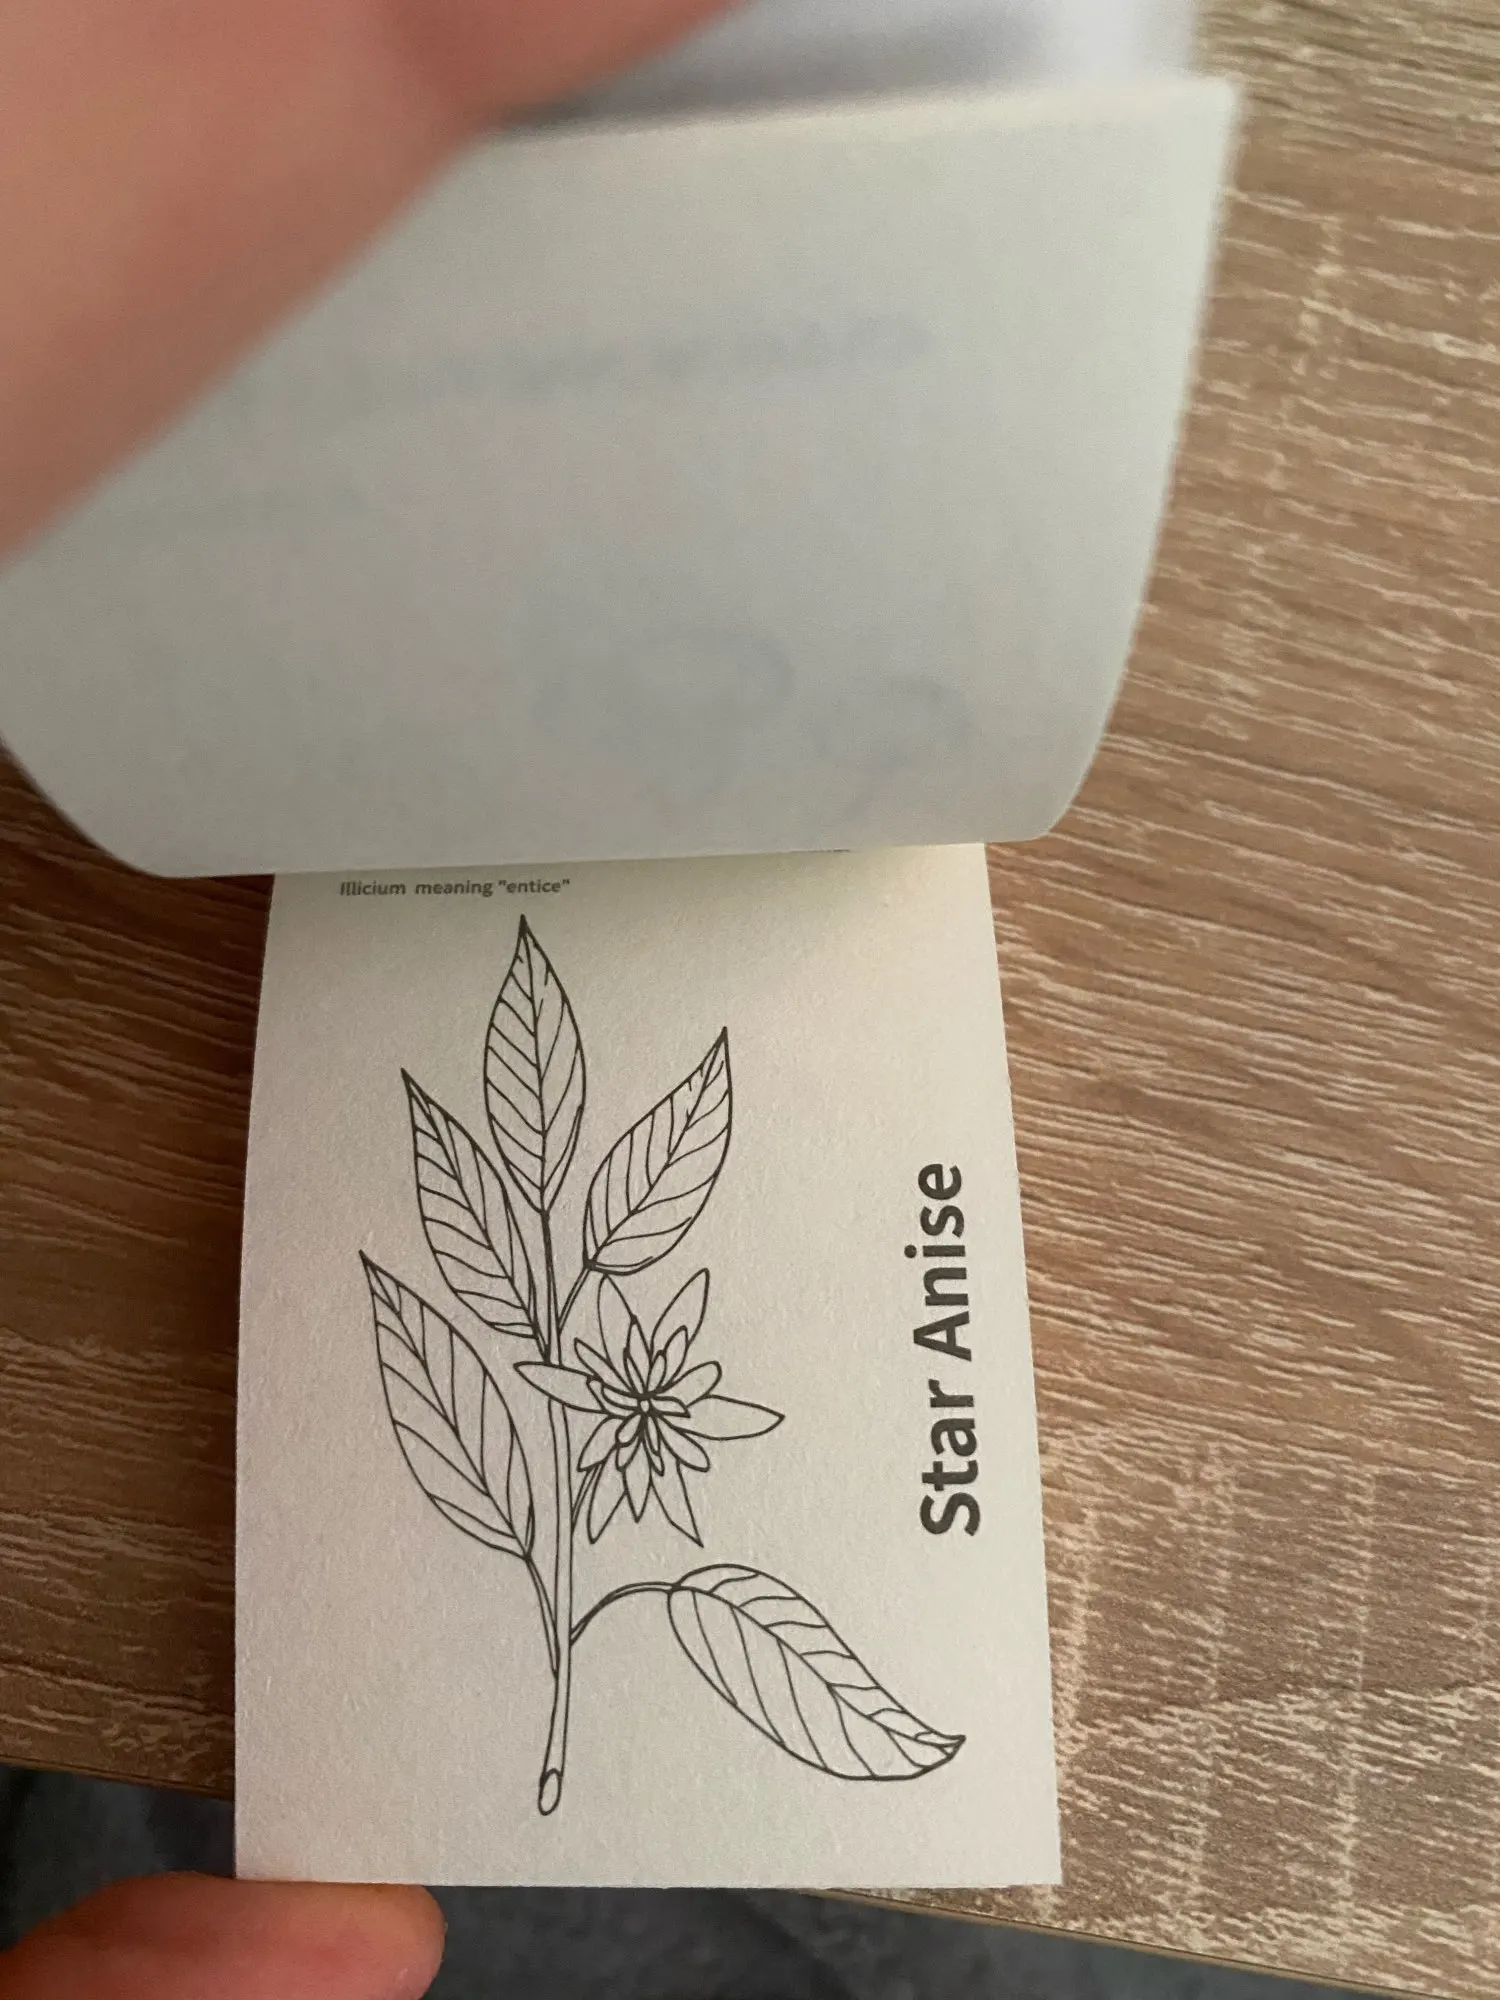 Illicium meaning "entice"
Star Anise